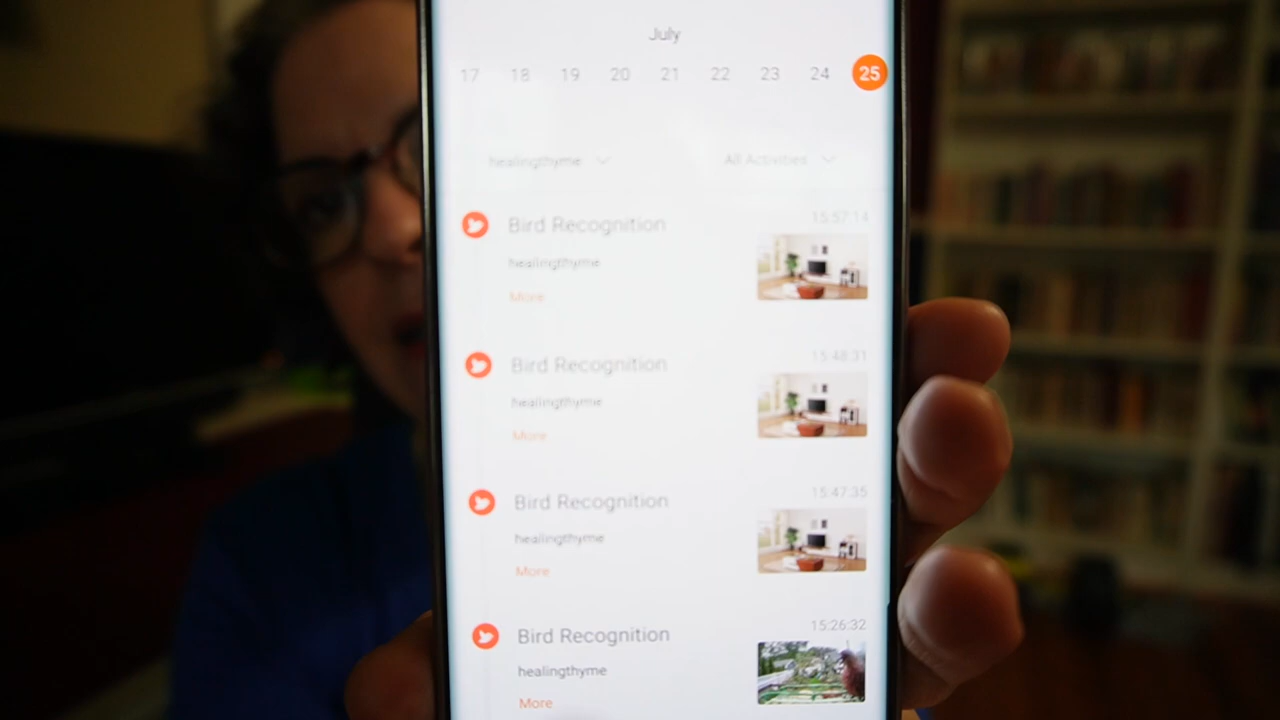 July
17 18 19 20 21 22 23 24 25
healingthyme All Activities
Bird Recognition 15:57:14
healingthyme
More
Bird Recognition 15:48:31
healingthyme
More
Bird Recognition 15:47:35
healingthyme
More
Bird Recognition 15:26:32
healingthyme
More